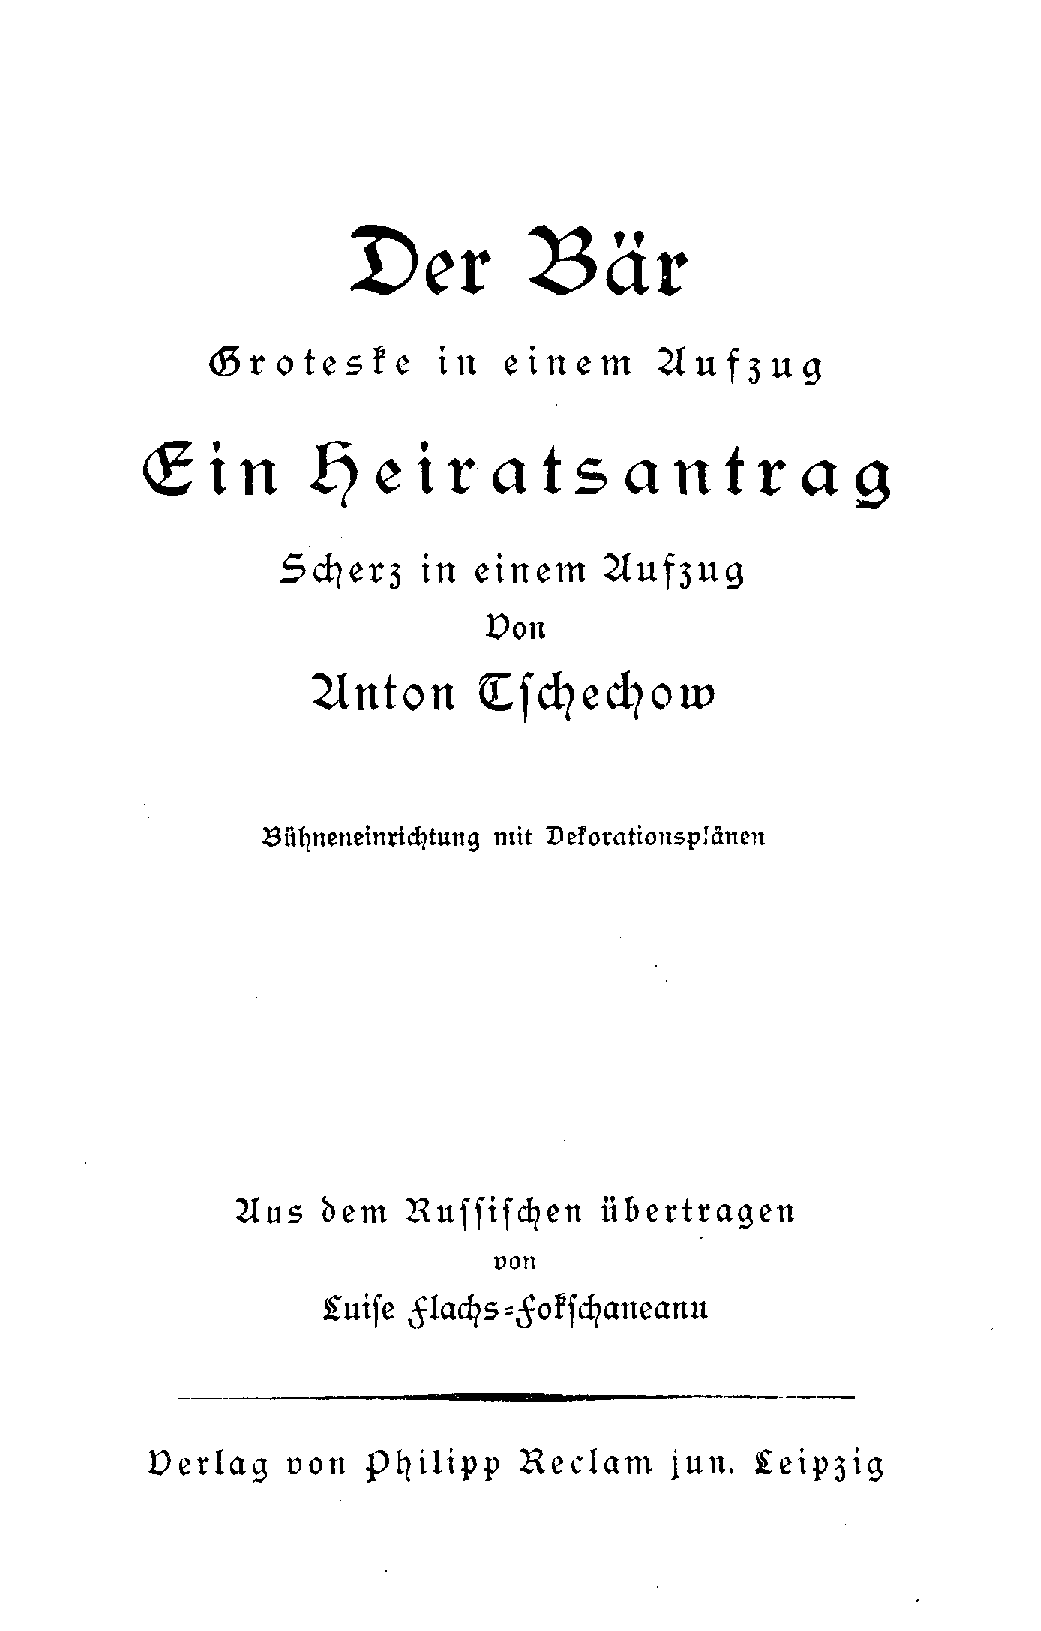 Der Bär
Groteske in einem Aufzug
Ein Heiratsantrag
Scherz in einem Aufzug
Von
Anton Tſchechow
Bühneneinrichtung mit Dekorationsplänen
Aus dem Ruſſiſchen übertragen
von
Luiſe Flachs=Fokſchaneanu
Verlag von Philipp Reclam jun. Leipzig